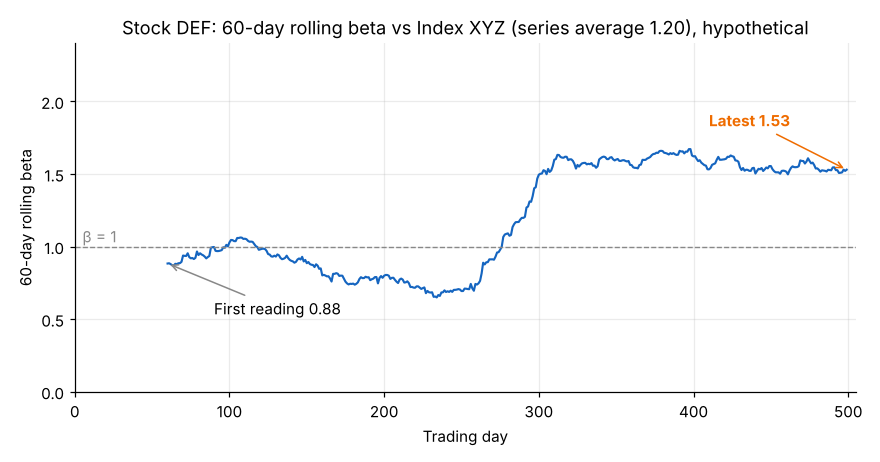 Stock DEF: 60-day rolling beta vs Index XYZ (series average 1.20), hypothetical
60-day rolling beta
2.0
1.5
1.0
0.5
0.0
β = 1
Latest 1.53
First reading 0.88
0 100 200 300 400 500
Trading day